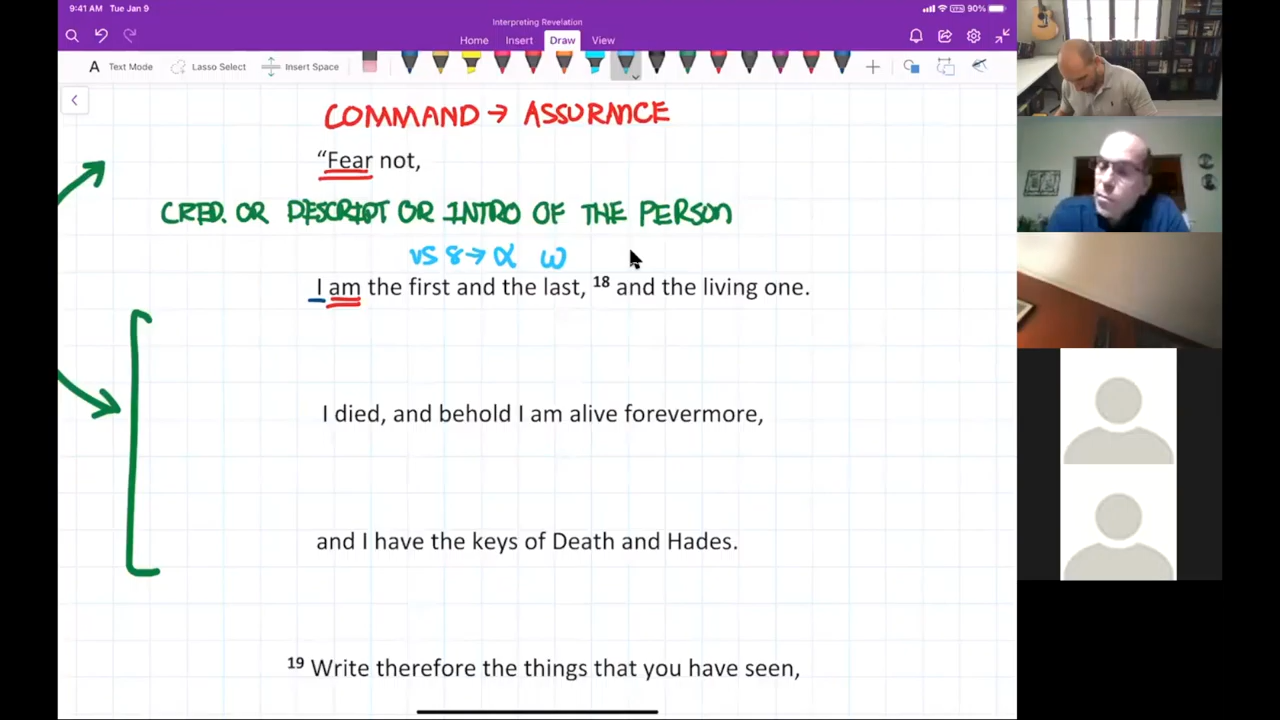 9:41 AM Tue Jan 9
90%
Interpreting Revelation
Home Insert Draw View
A Text Mode Lasso Select Insert Space
COMMAND → ASSURANCE
“Fear not,
CRED. OR DESCRIPT OR INTRO OF THE PERSON
vs 8 → α ω
I am the first and the last, 18 and the living one.
I died, and behold I am alive forevermore,
and I have the keys of Death and Hades.
19 Write therefore the things that you have seen,